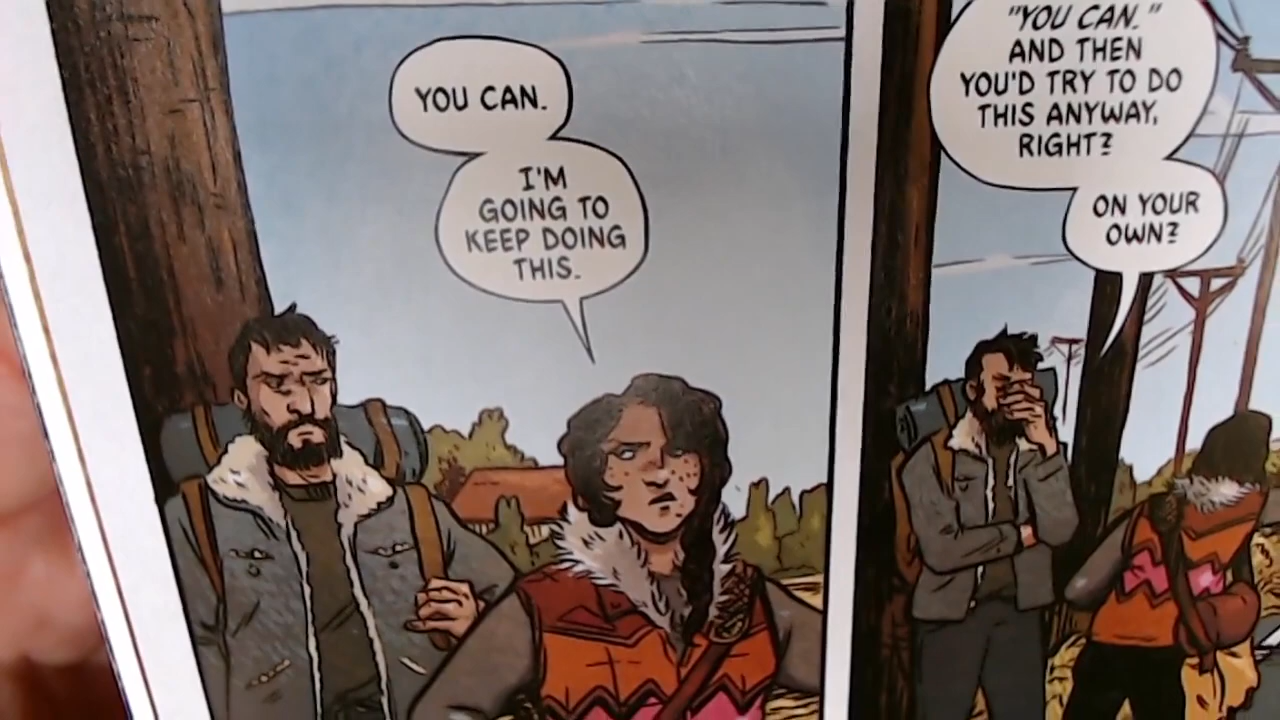 YOU CAN.
I'M
GOING TO
KEEP DOING
THIS.
"YOU CAN."
AND THEN
YOU'D TRY TO DO
THIS ANYWAY,
RIGHT?
ON YOUR
OWN?